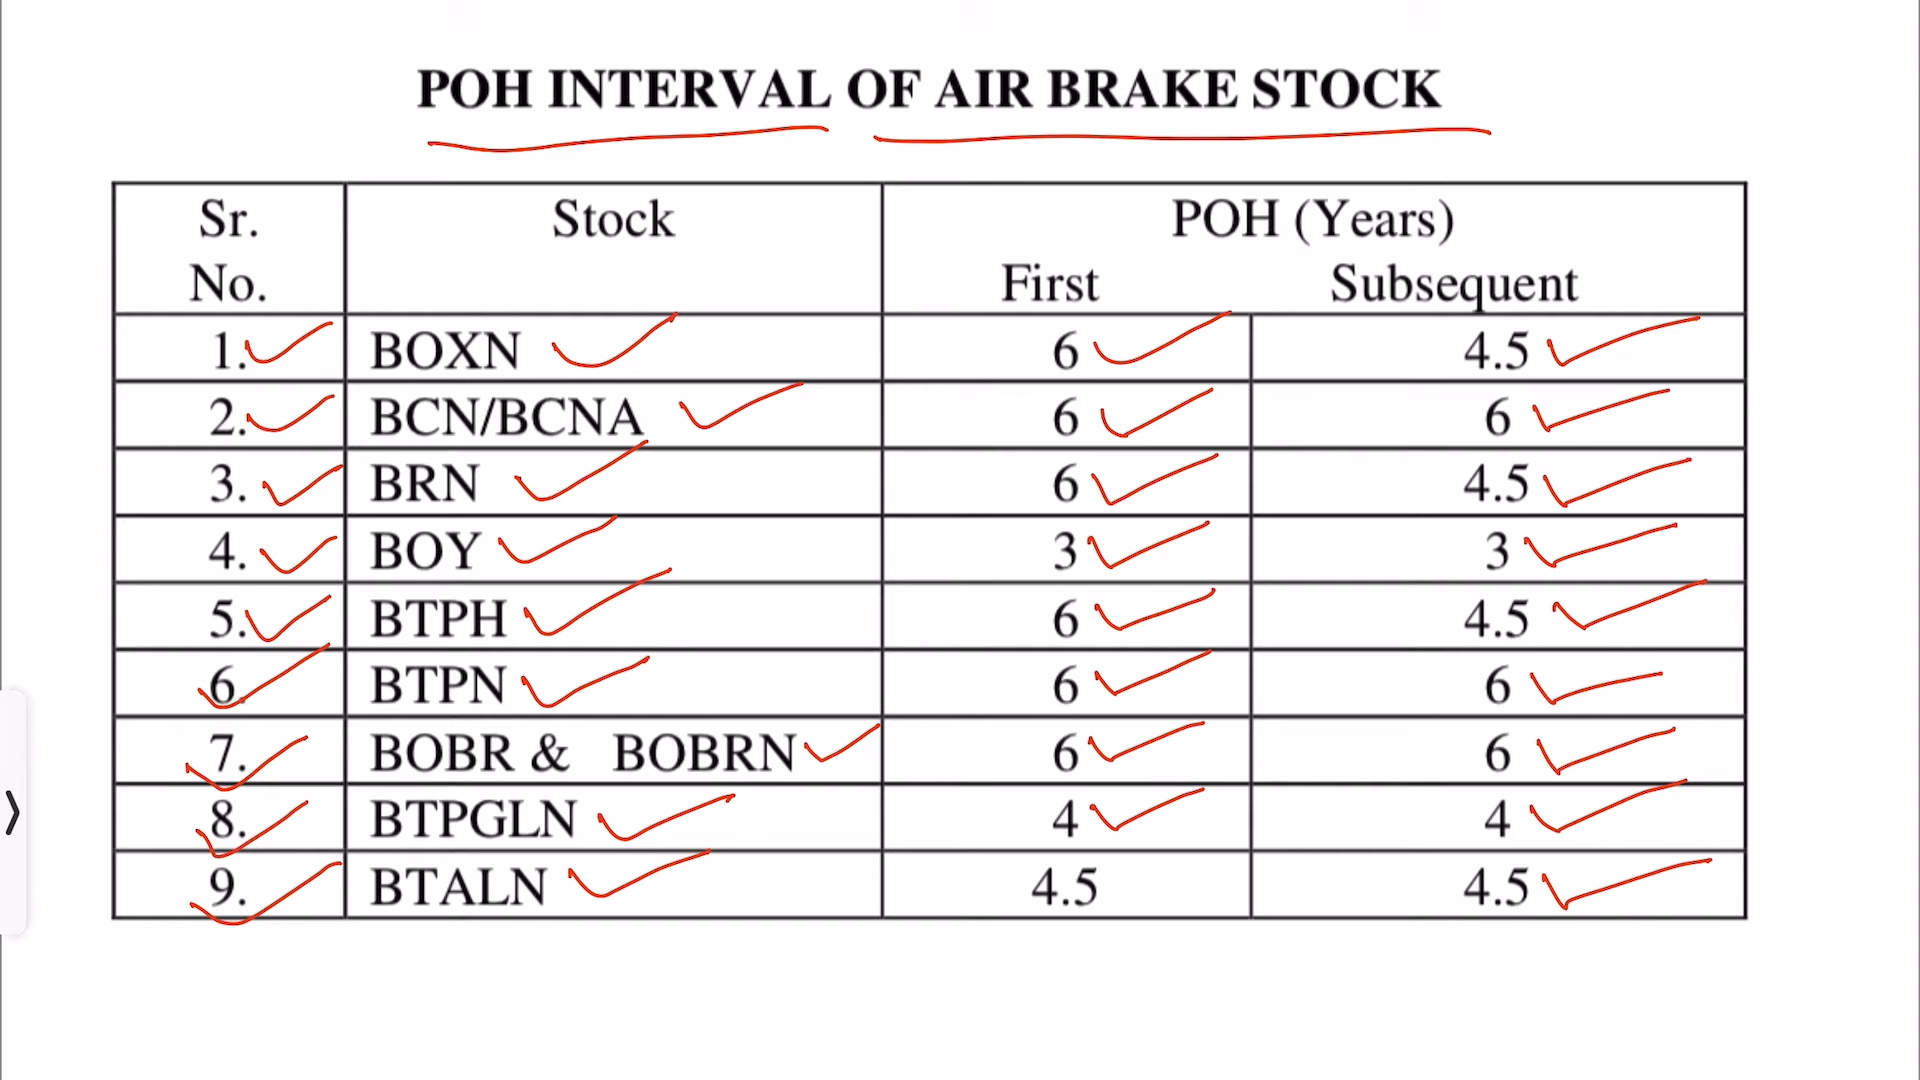 POH INTERVAL OF AIR BRAKE STOCK
Sr. No. Stock POH (Years) First Subsequent
1. BOXN 6 4.5
2. BCN/BCNA 6 6
3. BRN 6 4.5
4. BOY 3 3
5. BTPH 6 4.5
6. BTPN 6 6
7. BOBR & BOBRN 6 6
8. BTPGLN 4 4
9. BTALN 4.5 4.5